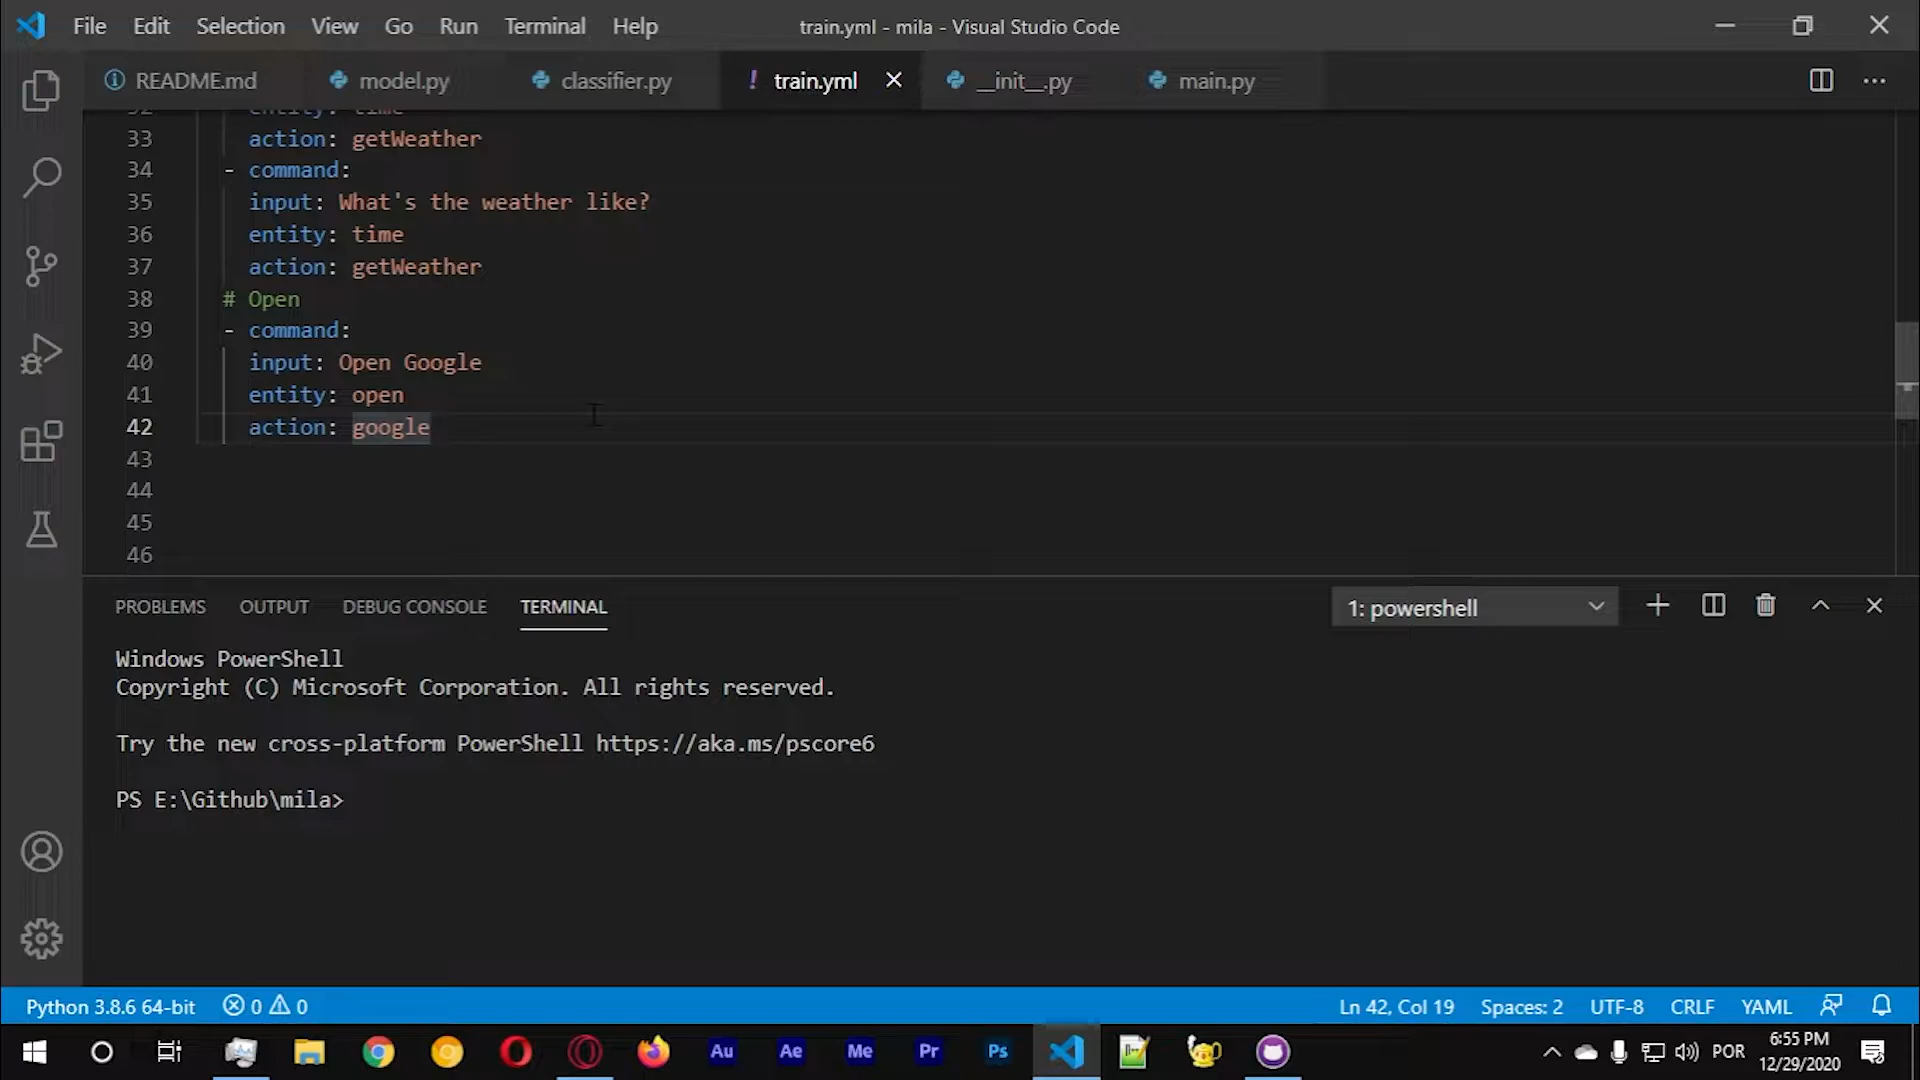 File Edit Selection View Go Run Terminal Help train.yml - mila - Visual Studio Code
README.md model.py classifier.py ! train.yml __init__.py main.py
32 entity: time
33 action: getWeather
34 - command:
35 input: What's the weather like?
36 entity: time
37 action: getWeather
38 # Open
39 - command:
40 input: Open Google
41 entity: open
42 action: google
43
44
45
46
PROBLEMS OUTPUT DEBUG CONSOLE TERMINAL 1: powershell
Windows PowerShell
Copyright (C) Microsoft Corporation. All rights reserved.
Try the new cross-platform PowerShell https://aka.ms/pscore6
PS E:\Github\mila>
Python 3.8.6 64-bit 0 0 Ln 42, Col 19 Spaces: 2 UTF-8 CRLF YAML
Au Ae Me Pr Ps POR 6:55 PM
12/29/2020